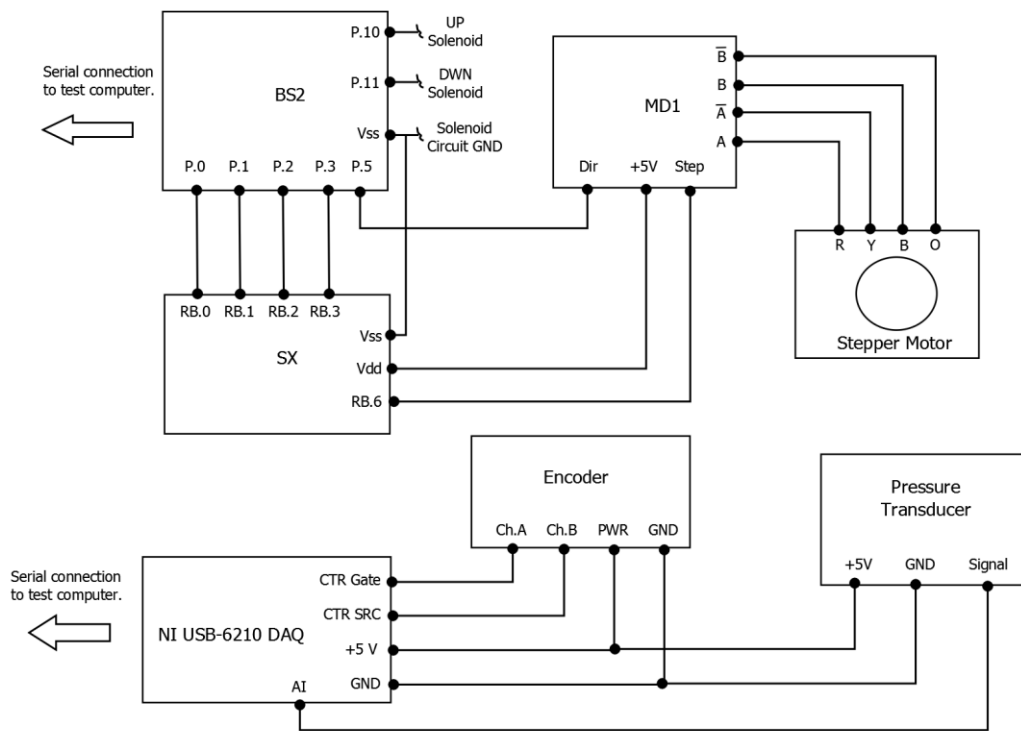 UP
Solenoid
P.10
Serial connection
to test computer.
BS2
P.11
DWN
Solenoid
Vss
Solenoid
Circuit GND
P.0 P.1 P.2 P.3 P.5
MD1
B̅
B
A̅
A
Dir +5V Step
R Y B O
Stepper Motor
RB.0 RB.1 RB.2 RB.3
SX
Vss
Vdd
RB.6
Encoder
Ch.A Ch.B PWR GND
Pressure
Transducer
+5V GND Signal
Serial connection
to test computer.
NI USB-6210 DAQ
CTR Gate
CTR SRC
+5 V
GND
AI